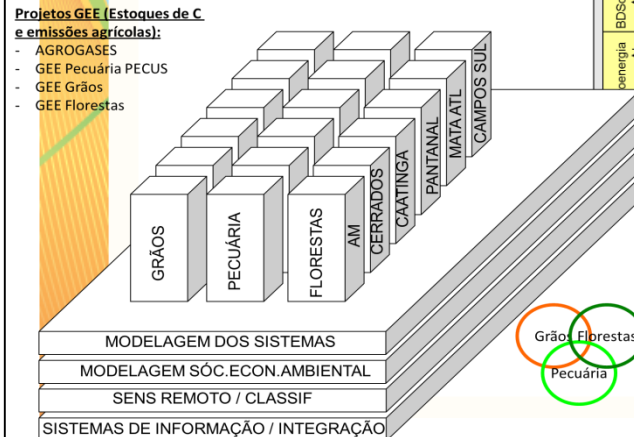 Projetos GEE (Estoques de C
e emissões agrícolas):
- AGROGASES
- GEE Pecuária PECUS
- GEE Grãos
- GEE Florestas
GRÃOS
PECUÁRIA
FLORESTAS
AM
CERRADOS
CAATINGA
PANTANAL
MATA ATL
CAMPOS SUL
MODELAGEM DOS SISTEMAS
MODELAGEM SÓC.ECON.AMBIENTAL
SENS REMOTO / CLASSIF
SISTEMAS DE INFORMAÇÃO / INTEGRAÇÃO
Grãos Florestas
Pecuária
oenergia